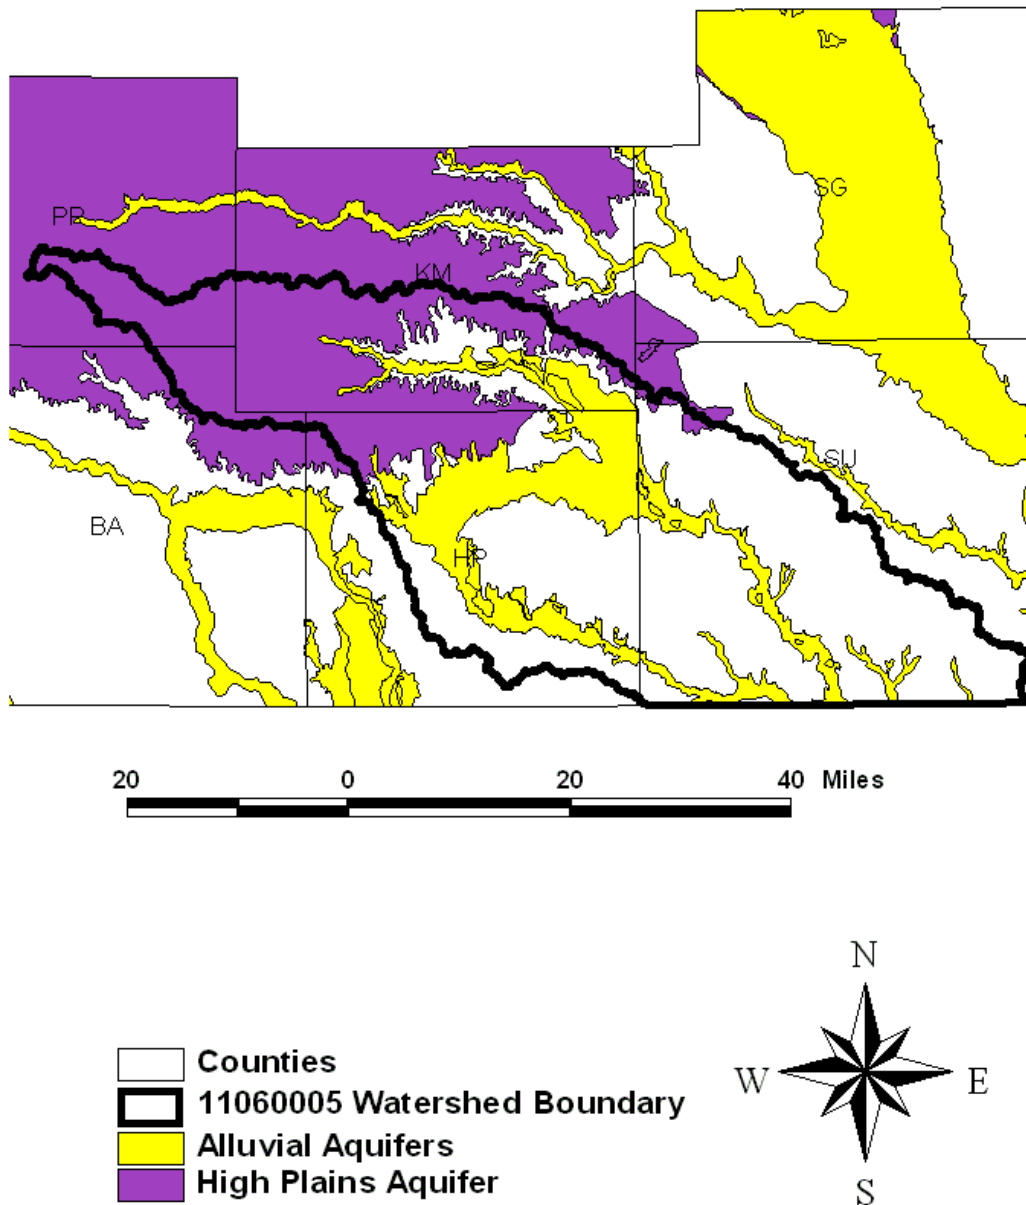 SG
PR
KM
SU
BA
HP
20 0 20 40 Miles
N
W E
S
Counties
11060005 Watershed Boundary
Alluvial Aquifers
High Plains Aquifer